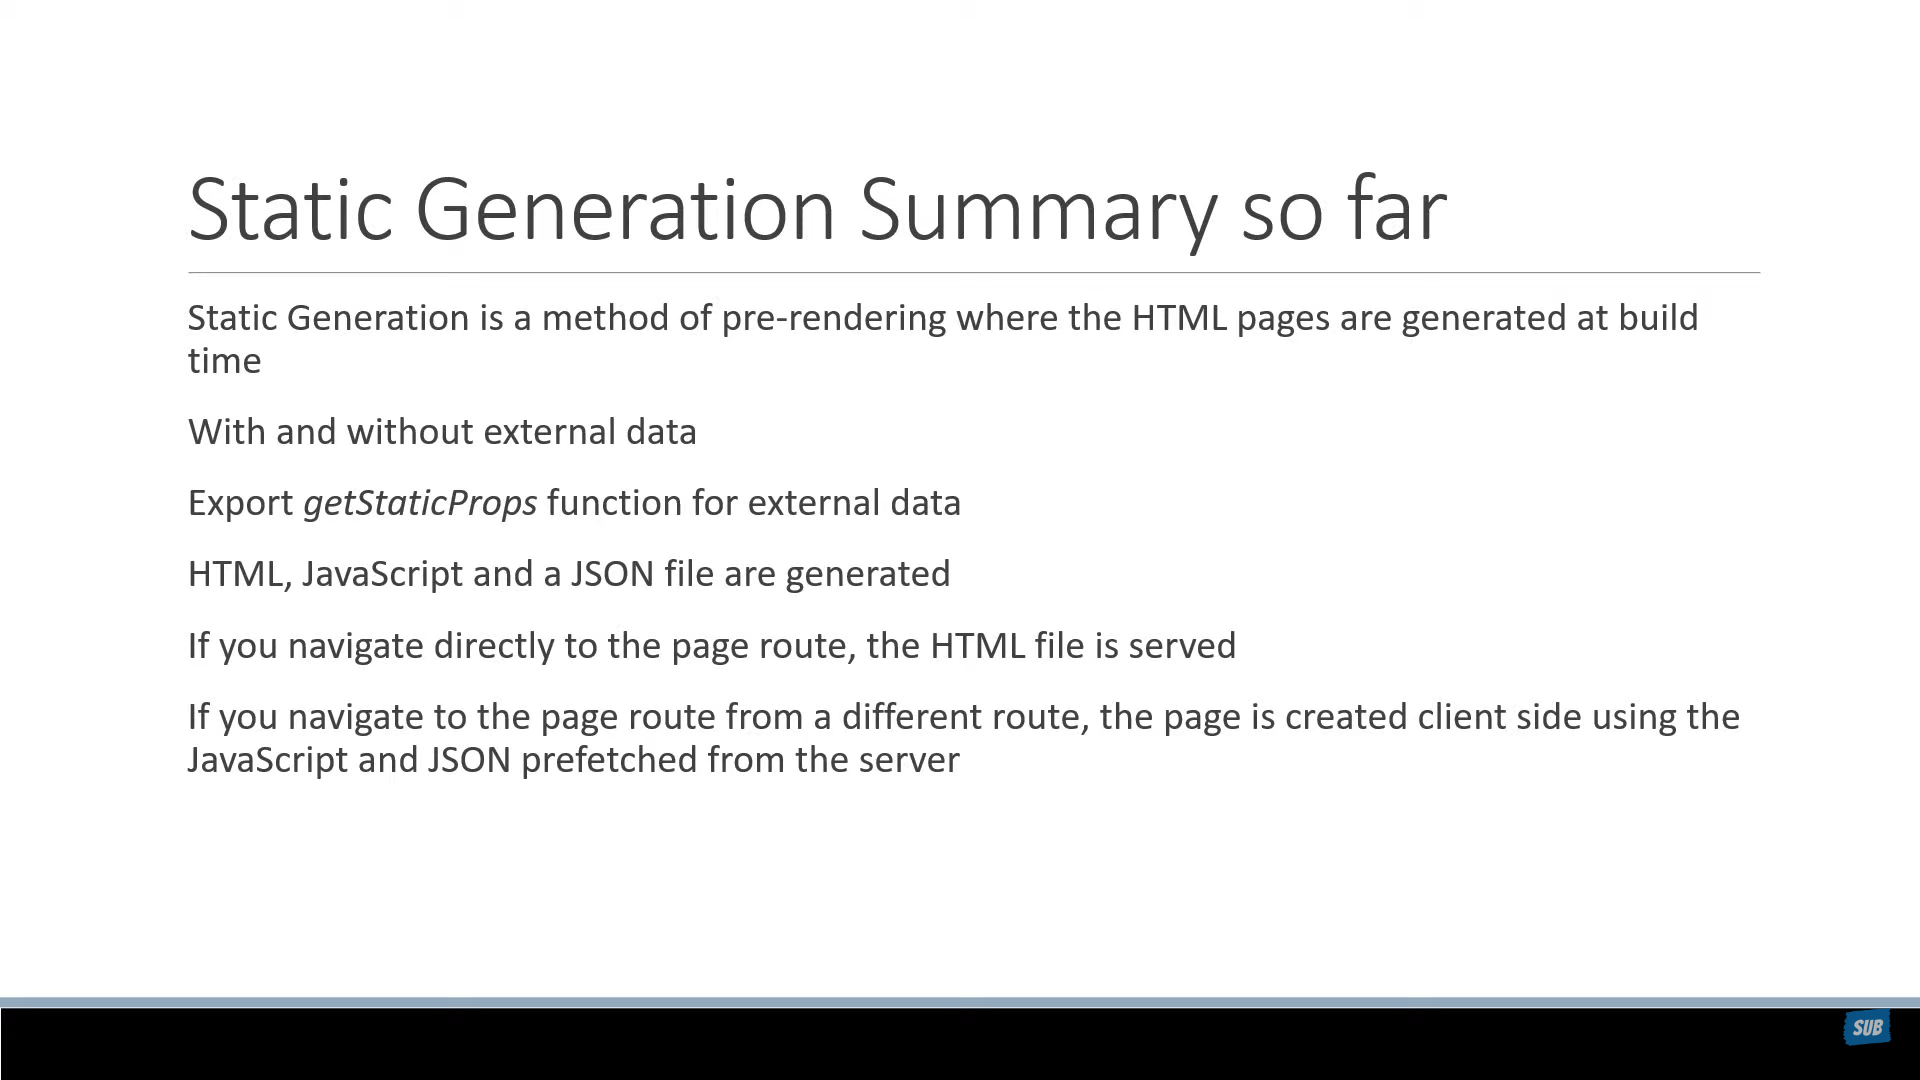 Static Generation Summary so far
Static Generation is a method of pre-rendering where the HTML pages are generated at build
time
With and without external data
Export getStaticProps function for external data
HTML, JavaScript and a JSON file are generated
If you navigate directly to the page route, the HTML file is served
If you navigate to the page route from a different route, the page is created client side using the
JavaScript and JSON prefetched from the server
SUB